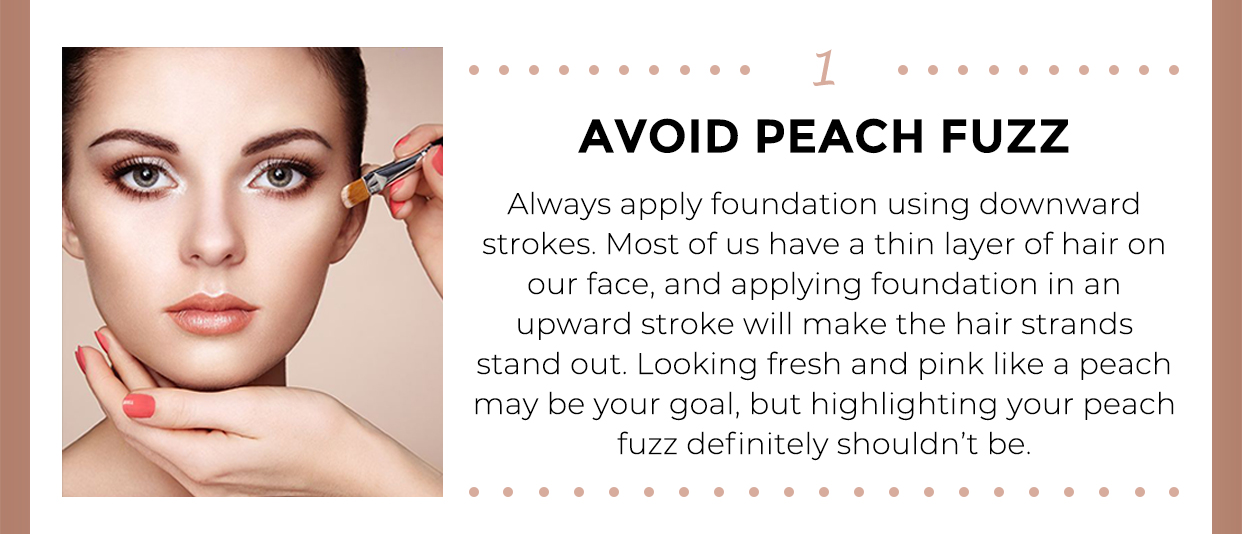 1
AVOID PEACH FUZZ
Always apply foundation using downward
strokes. Most of us have a thin layer of hair on
our face, and applying foundation in an
upward stroke will make the hair strands
stand out. Looking fresh and pink like a peach
may be your goal, but highlighting your peach
fuzz definitely shouldn’t be.